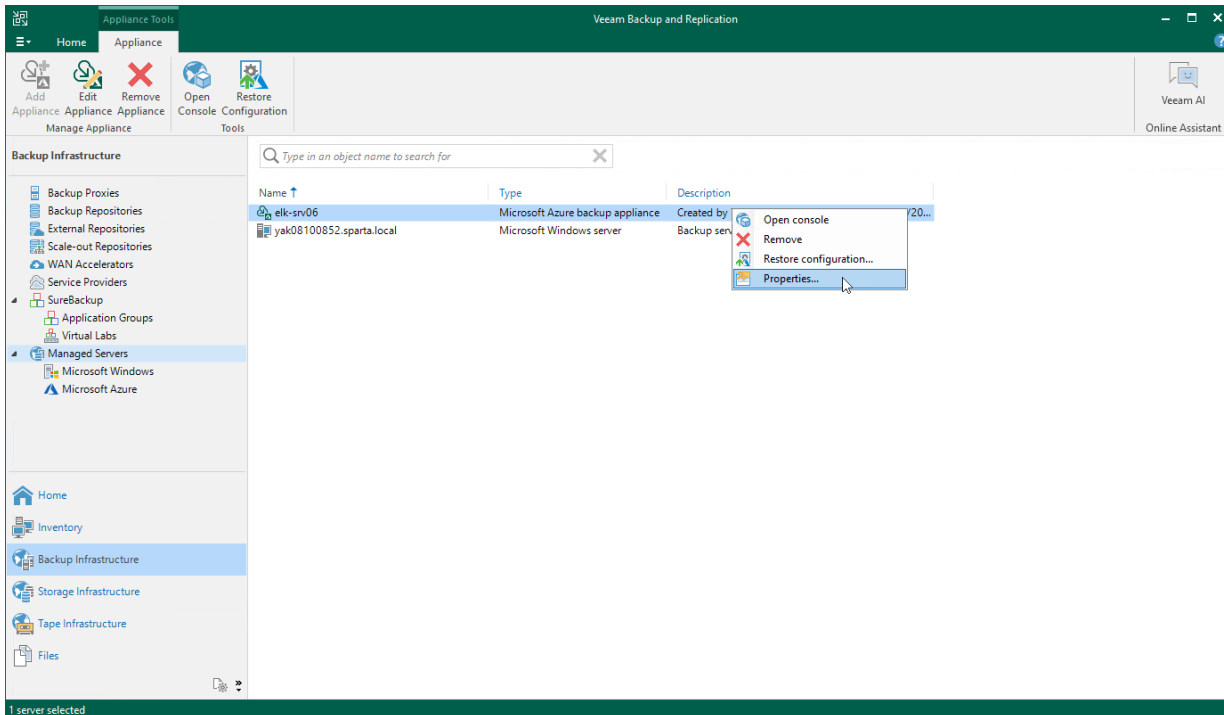 Appliance Tools
Veeam Backup and Replication
Home Appliance
Add Appliance
Edit Appliance
Remove Appliance
Open Console
Restore Configuration
Manage Appliance
Tools
Veeam AI
Online Assistant
Backup Infrastructure
Type in an object name to search for
Backup Proxies
Backup Repositories
External Repositories
Scale-out Repositories
WAN Accelerators
Service Providers
SureBackup
Application Groups
Virtual Labs
Managed Servers
Microsoft Windows
Microsoft Azure
Name Type Description
elk-srv06 Microsoft Azure backup appliance Created by /20...
yak08100852.sparta.local Microsoft Windows server Backup serv
Open console
Remove
Restore configuration...
Properties...
Home
Inventory
Backup Infrastructure
Storage Infrastructure
Tape Infrastructure
Files
1 server selected